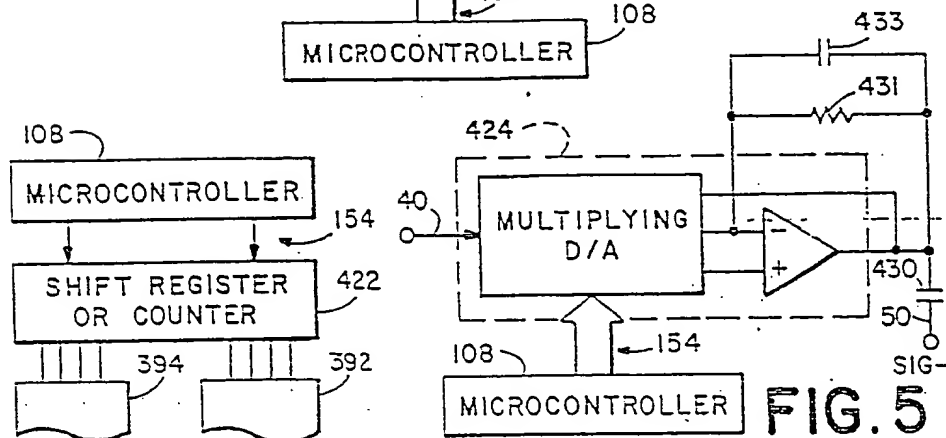 108
MICROCONTROLLER
433
431
108
MICROCONTROLLER
154
SHIFT REGISTER
OR COUNTER
422
394
392
424
40
MULTIPLYING
D/A
-
+
430
50
SIG-
154
108
MICROCONTROLLER
FIG. 5